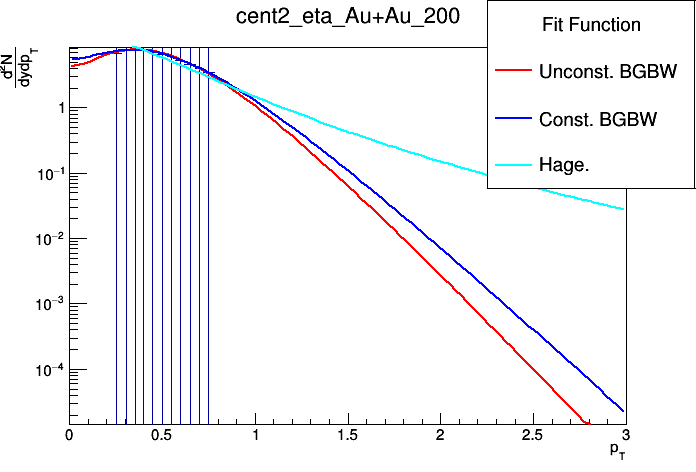 cent2_eta_Au+Au_200
Fit Function
Unconst. BGBW
Const. BGBW
Hage.
d²N
dydp_T
1
10⁻¹
10⁻²
10⁻³
10⁻⁴
0 0.5 1 1.5 2 2.5 3
p_T